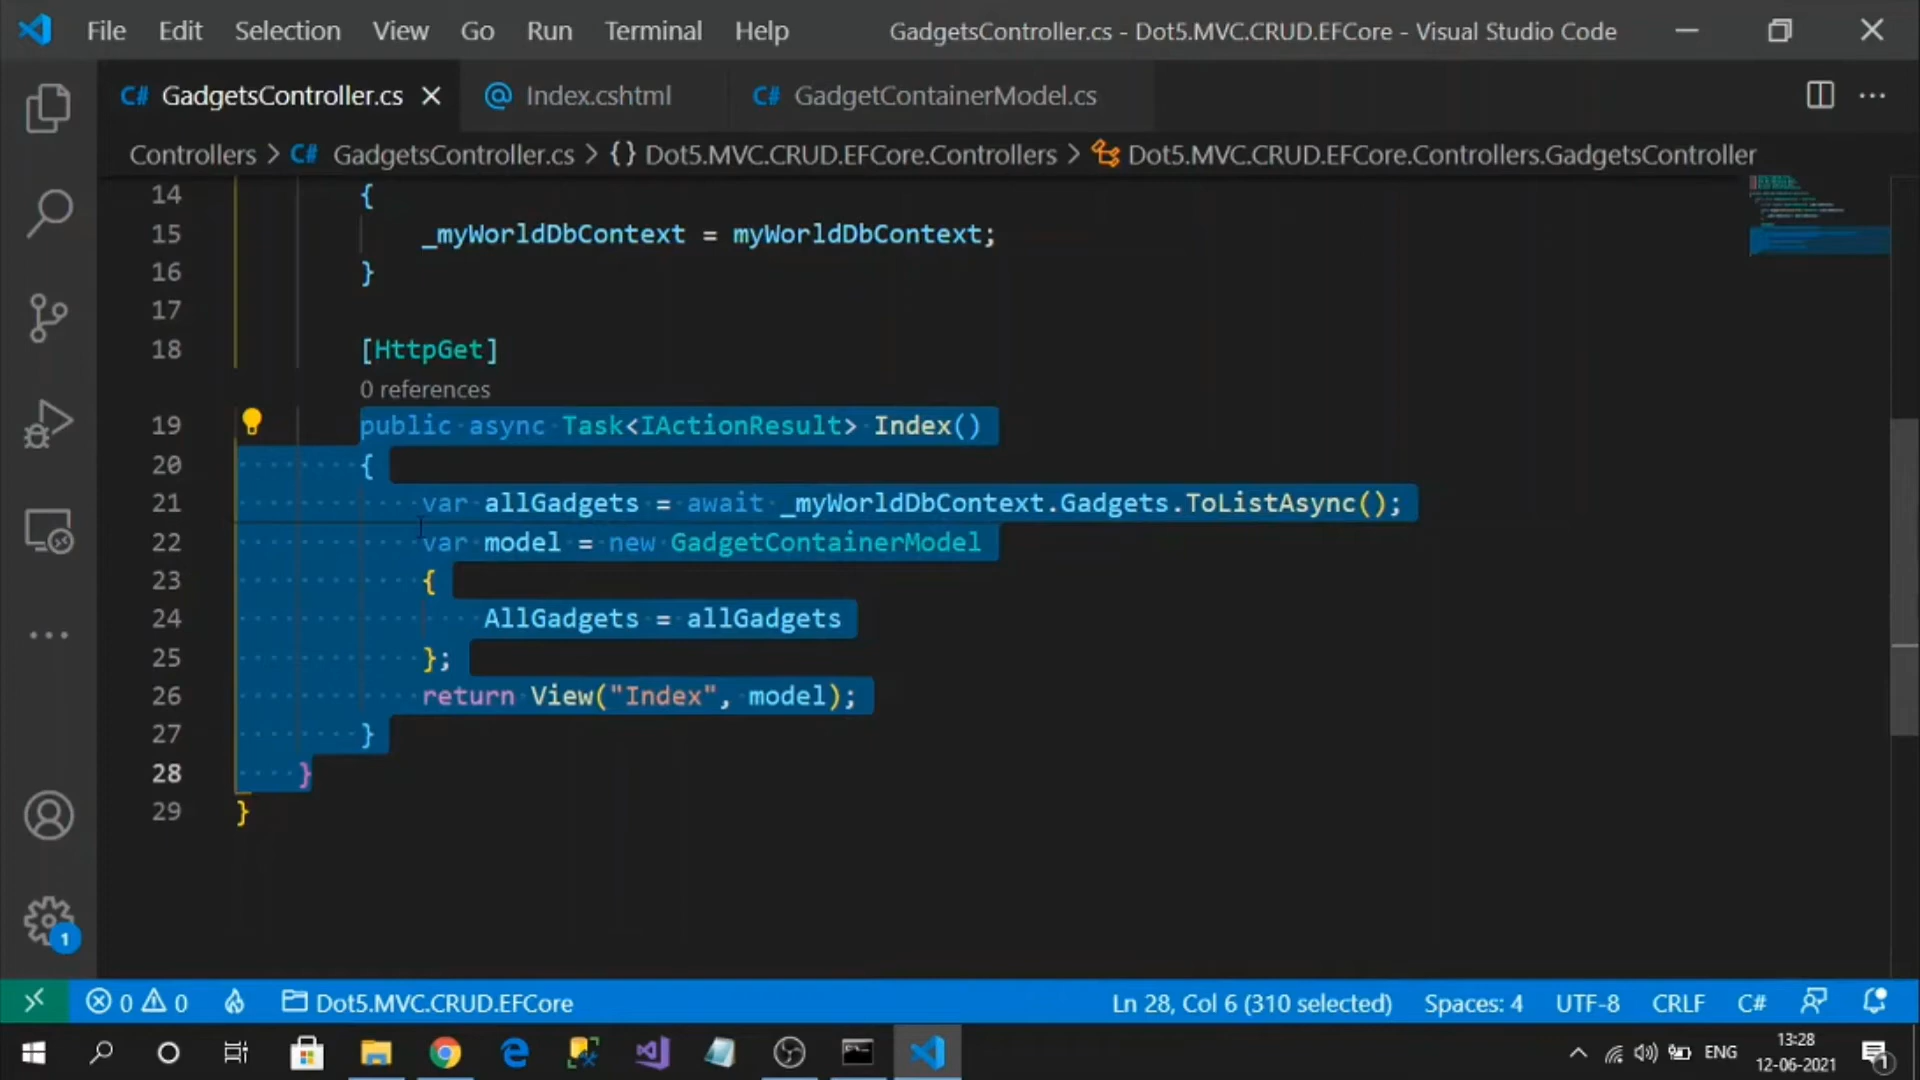 File Edit Selection View Go Run Terminal Help GadgetsController.cs - Dot5.MVC.CRUD.EFCore - Visual Studio Code
C# GadgetsController.cs @ Index.cshtml C# GadgetContainerModel.cs
Controllers > C# GadgetsController.cs > {} Dot5.MVC.CRUD.EFCore.Controllers > Dot5.MVC.CRUD.EFCore.Controllers.GadgetsController
14 {
15 _myWorldDbContext = myWorldDbContext;
16 }
17
18 [HttpGet]
0 references
19 public async Task<IActionResult> Index()
20 {
21 var allGadgets = await _myWorldDbContext.Gadgets.ToListAsync();
22 var model = new GadgetContainerModel
23 {
24 AllGadgets = allGadgets
25 };
26 return View("Index", model);
27 }
28 }
29 }
1
0 0 Dot5.MVC.CRUD.EFCore Ln 28, Col 6 (310 selected) Spaces: 4 UTF-8 CRLF C#
ENG 13:28 1
12-06-2021